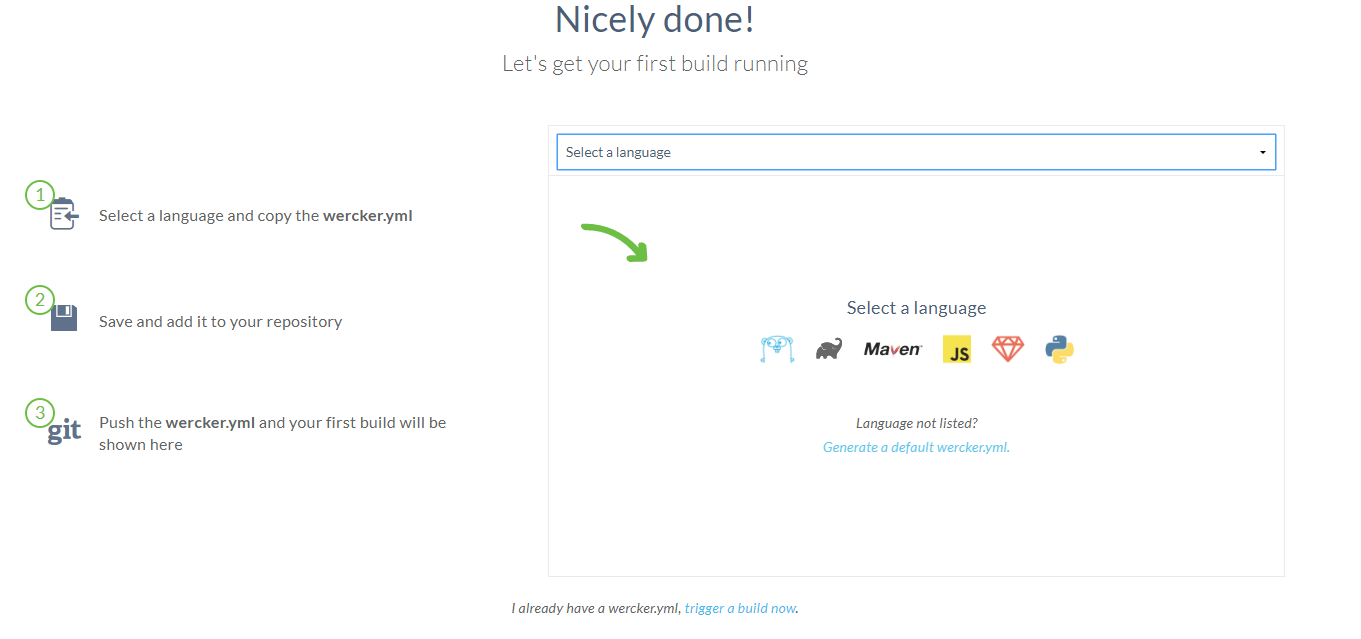 Nicely done!
Let's get your first build running
Select a language
1
Select a language and copy the wercker.yml
2
Save and add it to your repository
3
git
Push the wercker.yml and your first build will be
shown here
Select a language
Maven
JS
Language not listed?
Generate a default wercker.yml.
I already have a wercker.yml, trigger a build now.